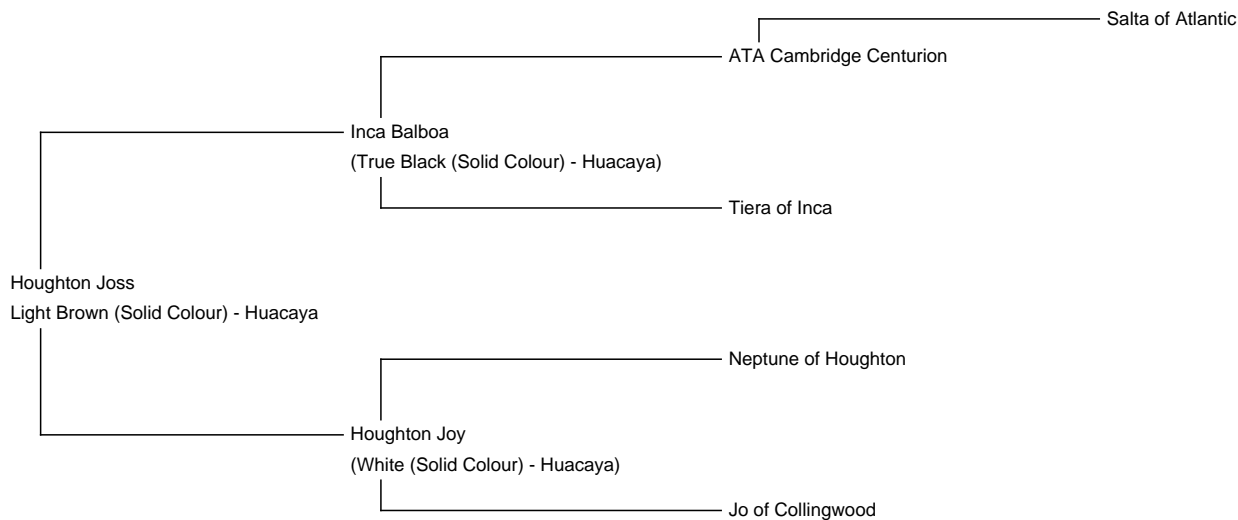 Salta of Atlantic
ATA Cambridge Centurion
Inca Balboa
(True Black (Solid Colour) - Huacaya)
Tiera of Inca
Houghton Joss
Light Brown (Solid Colour) - Huacaya
Neptune of Houghton
Houghton Joy
(White (Solid Colour) - Huacaya)
Jo of Collingwood